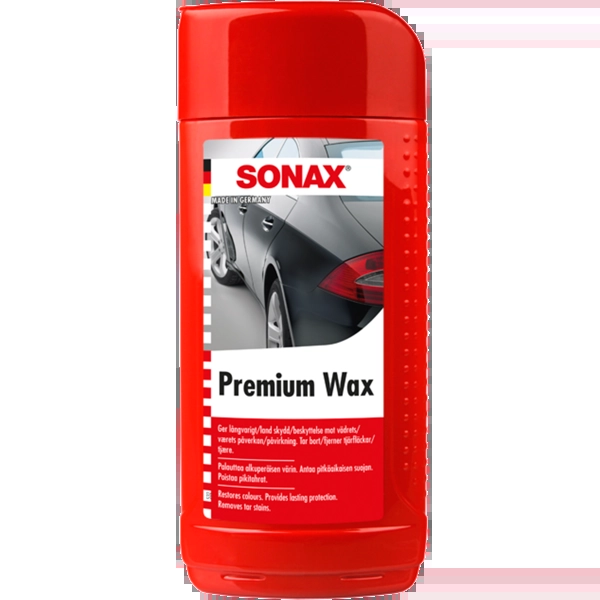 SONAX®
MADE IN GERMANY
Premium Wax
Ger långvarigt/land skydd/beskyttelse mot vädrets/
værets påverkan/påvirkning. Tar bort/fjerner tjärfläckar/
tjære.
Palauttaa alkuperäisen värin. Antaa pitkäaikaisen suojan.
Poistaa pikitahrat.
Restores colours. Provides lasting protection.
Removes tar stains.